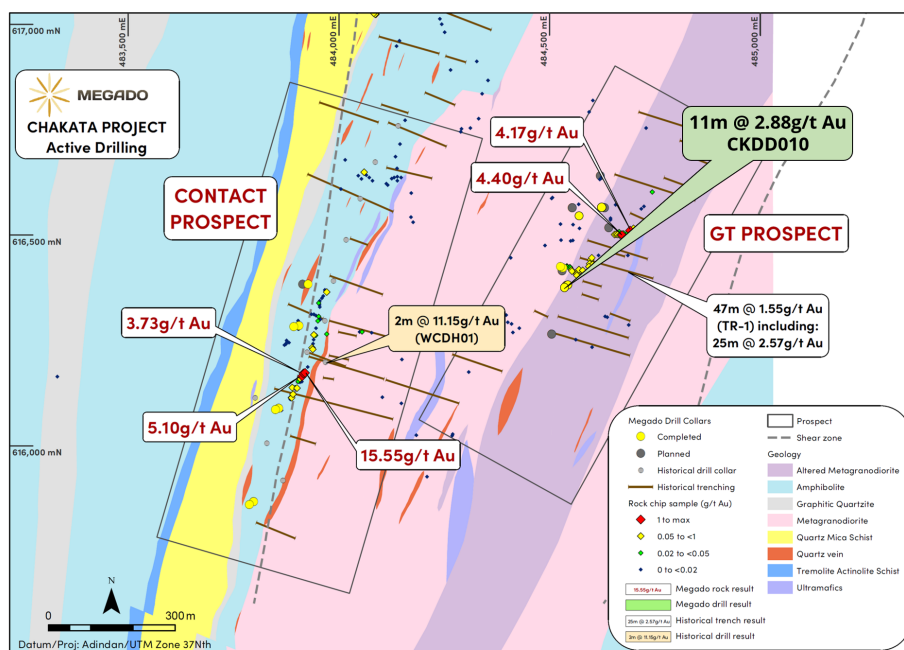 617,000 mN
483,500 mE
484,000 mE
484,500 mE
485,000 mE
MEGADO
CHAKATA PROJECT
Active Drilling
CONTACT
PROSPECT
4.17g/t Au
4.40g/t Au
11m @ 2.88g/t Au
CKDD010
616,500 mN
GT PROSPECT
3.73g/t Au
2m @ 11.15g/t Au
(WCDH01)
47m @ 1.55g/t Au
(TR-1) including:
25m @ 2.57g/t Au
5.10g/t Au
15.55g/t Au
616,000 mN
Megado Drill Collars
Completed
Planned
Historical drill collar
Historical trenching
Rock chip sample (g/t Au)
1 to max
0.05 to <1
0.02 to <0.05
0 to <0.02
15.50g/t Au
Megado rock result
Megado drill result
25m @ 2.57g/t Au
Historical trench result
2m @ 11.15g/t Au
Historical drill result
Prospect
Shear zone
Geology
Altered Metagranodiorite
Amphibolite
Graphitic Quartzite
Metagranodiorite
Quartz Mica Schist
Quartz vein
Tremolite Actinolite Schist
Ultramafics
N
0
300 m
Datum/Proj: Adindan/UTM Zone 37Nth